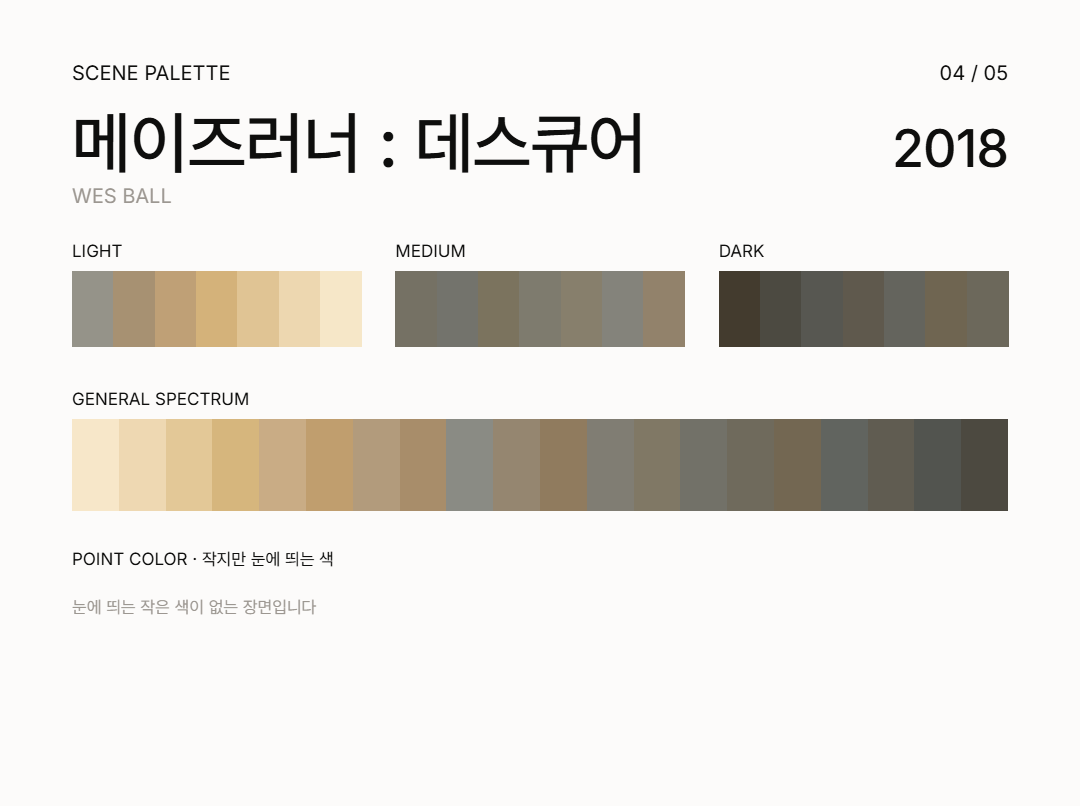 SCENE PALETTE
04 / 05
메이즈러너 : 데스큐어
2018
WES BALL
LIGHT
MEDIUM
DARK
GENERAL SPECTRUM
POINT COLOR · 작지만 눈에 띄는 색
눈에 띄는 작은 색이 없는 장면입니다